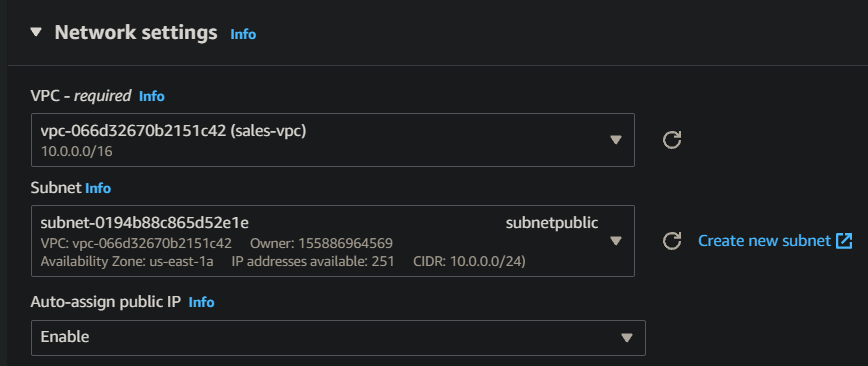 Network settings Info
VPC - required Info
vpc-066d32670b2151c42 (sales-vpc)
10.0.0.0/16
Subnet Info
subnet-0194b88c865d52e1e subnetpublic
VPC: vpc-066d32670b2151c42 Owner: 155886964569
Availability Zone: us-east-1a IP addresses available: 251 CIDR: 10.0.0.0/24)
Create new subnet
Auto-assign public IP Info
Enable